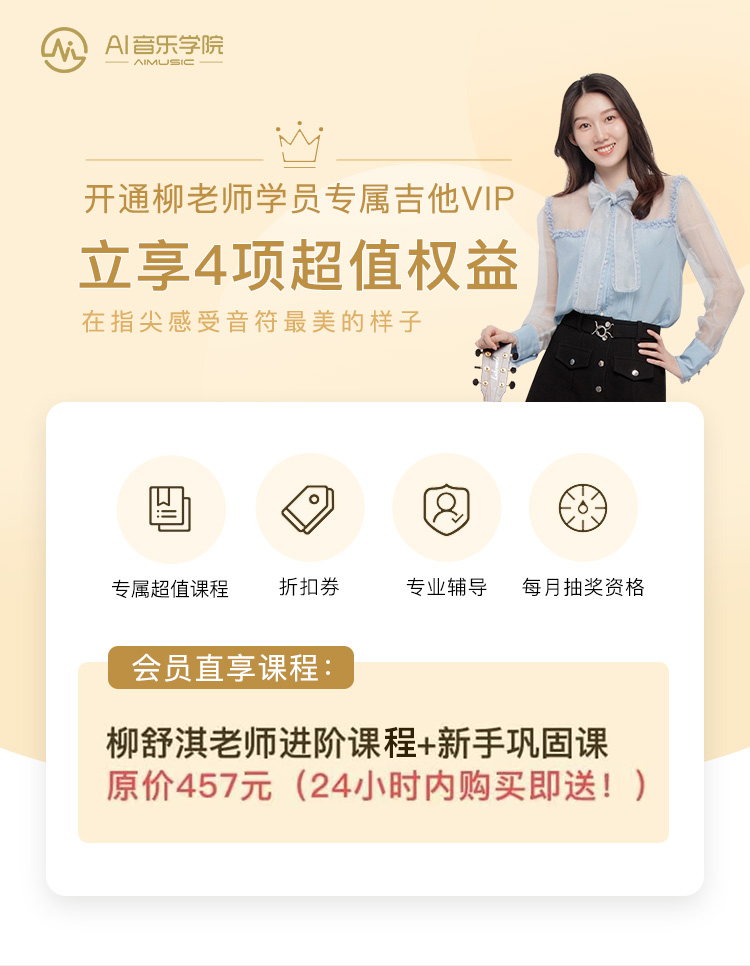 AI音乐学院
AIMUSIC
开通柳老师学员专属吉他VIP
立享4项超值权益
在指尖感受音符最美的样子
专属超值课程
折扣券
专业辅导
每月抽奖资格
会员直享课程：
柳舒淇老师进阶课程+新手巩固课
原价457元（24小时内购买即送！）